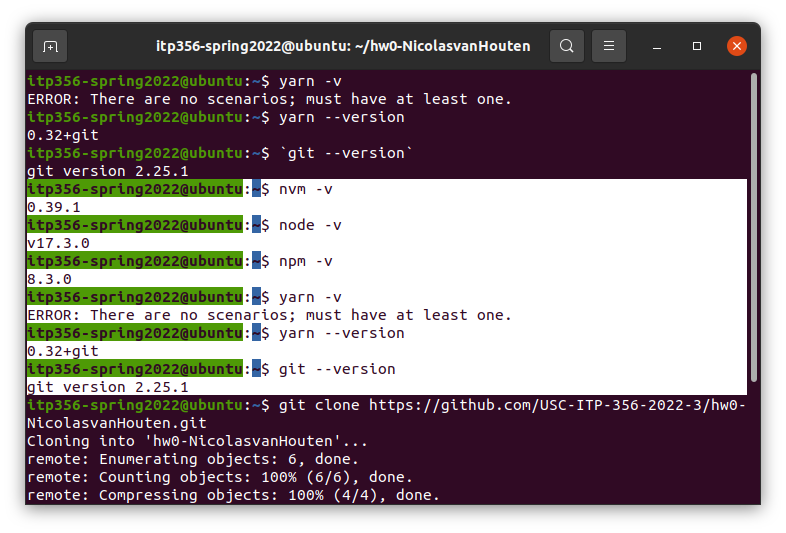 itp356-spring2022@ubuntu: ~/hw0-NicolasvanHouten
itp356-spring2022@ubuntu:~$ yarn -v
ERROR: There are no scenarios; must have at least one.
itp356-spring2022@ubuntu:~$ yarn --version
0.32+git
itp356-spring2022@ubuntu:~$ `git --version`
git version 2.25.1
itp356-spring2022@ubuntu:~$ nvm -v
0.39.1
itp356-spring2022@ubuntu:~$ node -v
v17.3.0
itp356-spring2022@ubuntu:~$ npm -v
8.3.0
itp356-spring2022@ubuntu:~$ yarn -v
ERROR: There are no scenarios; must have at least one.
itp356-spring2022@ubuntu:~$ yarn --version
0.32+git
itp356-spring2022@ubuntu:~$ git --version
git version 2.25.1
itp356-spring2022@ubuntu:~$ git clone https://github.com/USC-ITP-356-2022-3/hw0-
NicolasvanHouten.git
Cloning into 'hw0-NicolasvanHouten'...
remote: Enumerating objects: 6, done.
remote: Counting objects: 100% (6/6), done.
remote: Compressing objects: 100% (4/4), done.